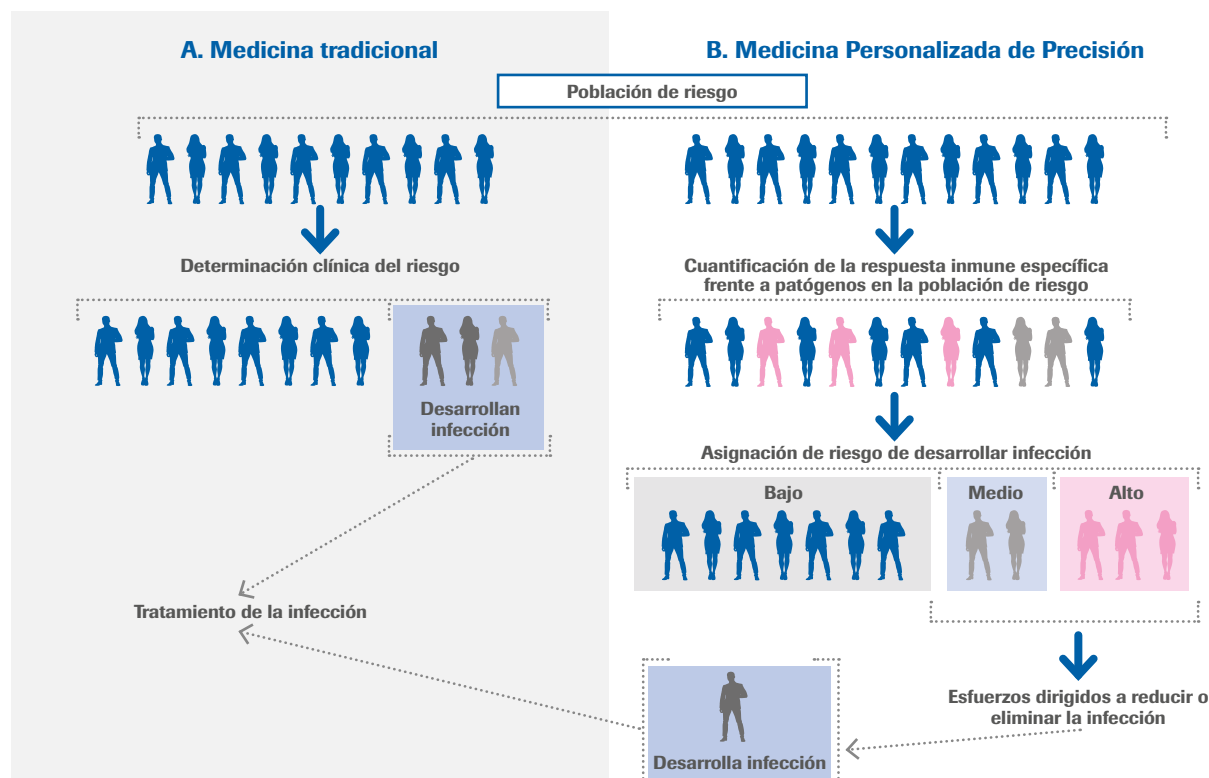 A. Medicina tradicional
B. Medicina Personalizada de Precisión
Población de riesgo
Determinación clínica del riesgo
Desarrollan
infección
Tratamiento de la infección
Cuantificación de la respuesta inmune específica
frente a patógenos en la población de riesgo
Asignación de riesgo de desarrollar infección
Bajo
Medio
Alto
Esfuerzos dirigidos a reducir o
eliminar la infección
Desarrolla infección